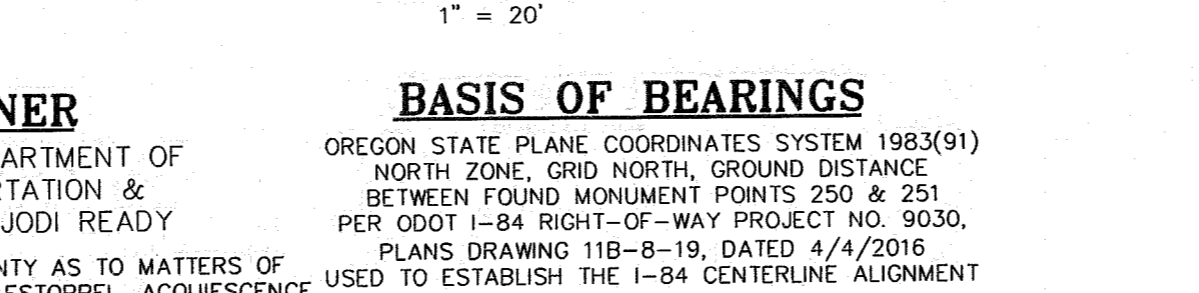 1" = 20'
NER
ARTMENT OF
TATION &
JODI READY
NTY AS TO MATTERS OF
ESTOPPEL, ACQUIESCENCE
BASIS OF BEARINGS
OREGON STATE PLANE COORDINATES SYSTEM 1983(91)
NORTH ZONE, GRID NORTH, GROUND DISTANCE
BETWEEN FOUND MONUMENT POINTS 250 & 251
PER ODOT I-84 RIGHT-OF-WAY PROJECT NO. 9030,
PLANS DRAWING 11B-8-19, DATED 4/4/2016
USED TO ESTABLISH THE I-84 CENTERLINE ALIGNMENT